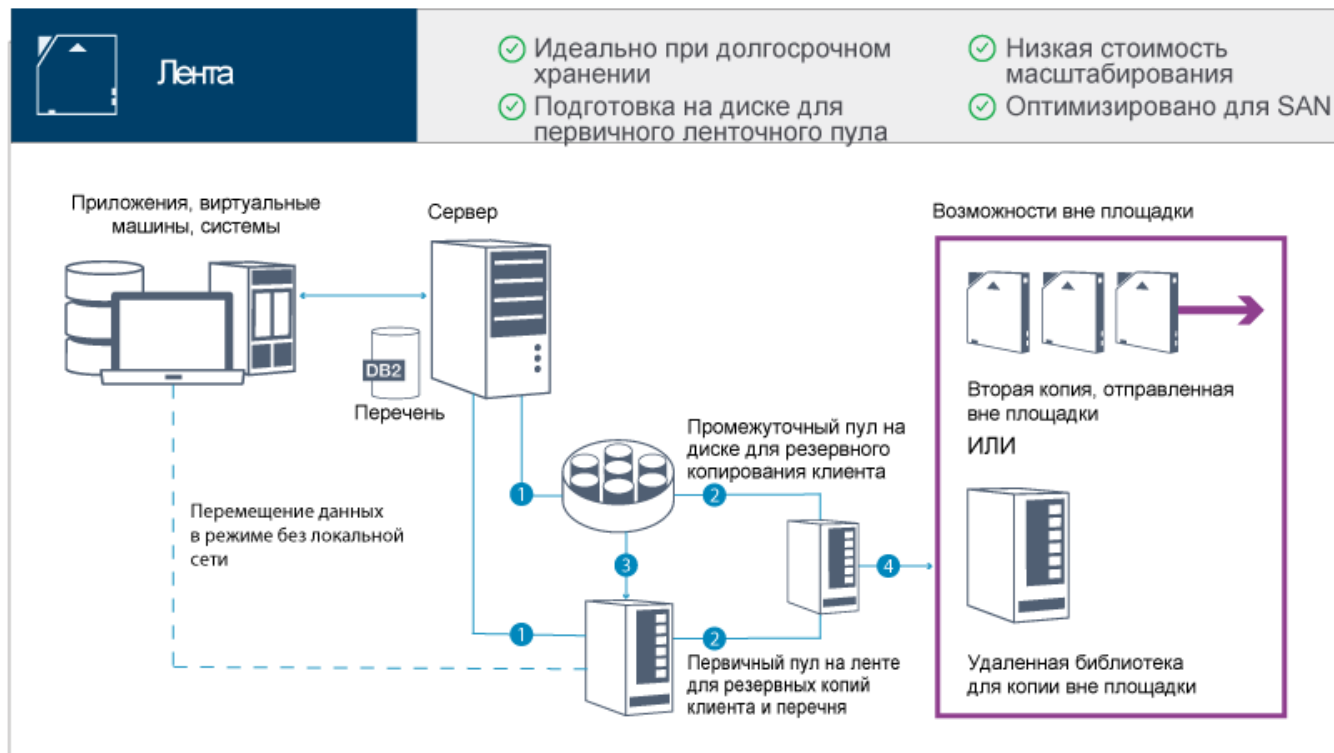 Лента
Идеально при долгосрочном
хранении
Подготовка на диске для
первичного ленточного пула
Низкая стоимость
масштабирования
Оптимизировано для SAN
Приложения, виртуальные
машины, системы
Сервер
Возможности вне площадки
DB2
Перечень
Вторая копия, отправленная
вне площадки
ИЛИ
Промежуточный пул на
диске для резервного
копирования клиента
1
2
Перемещение данных
в режиме без локальной
сети
3
4
1
2
Первичный пул на ленте
для резервных копий
клиента и перечня
Удаленная библиотека
для копии вне площадки